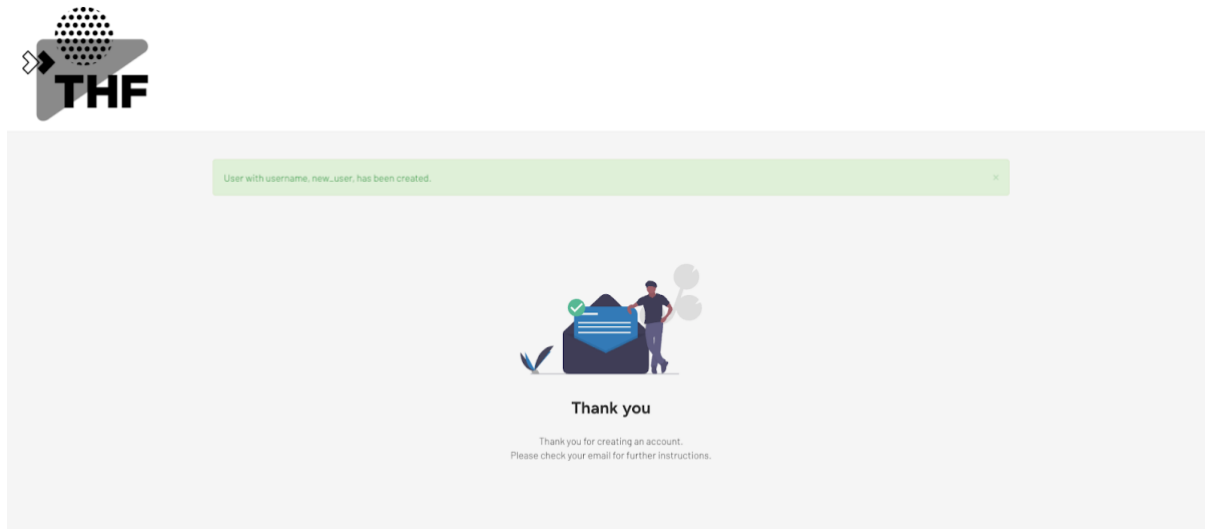 THF
User with username, new_user, has been created.
×
Thank you
Thank you for creating an account.
Please check your email for further instructions.